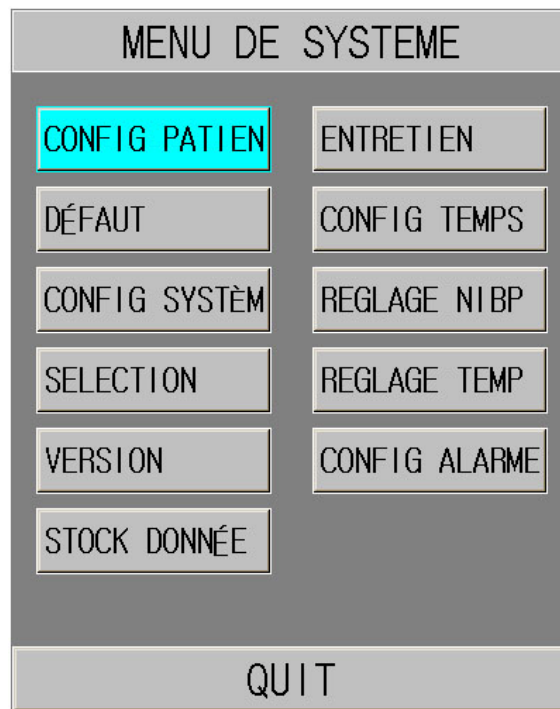 MENU DE SYSTEME
CONFIG PATIEN
ENTRETIEN
DÉFAUT
CONFIG TEMPS
CONFIG SYSTÈM
REGLAGE NIBP
SELECTION
REGLAGE TEMP
VERSION
CONFIG ALARME
STOCK DONNÉE
QUIT